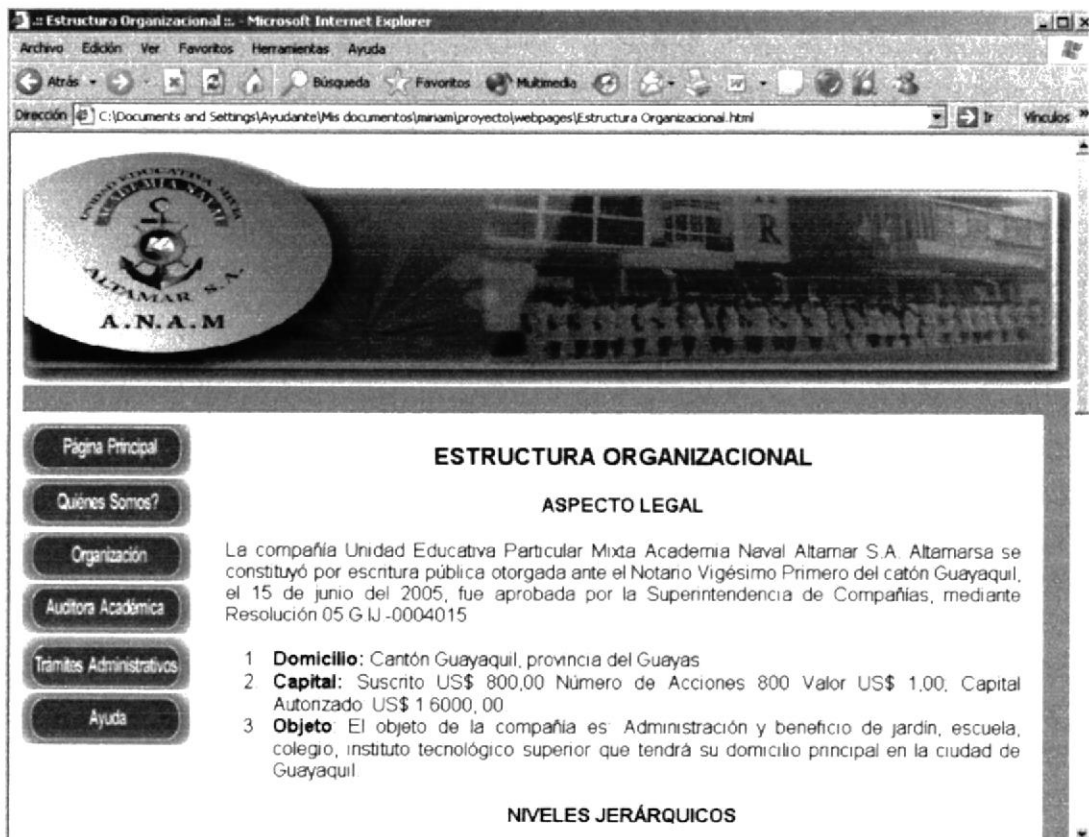 .:: Estructura Organizacional ::. - Microsoft Internet Explorer
Archivo Edición Ver Favoritos Herramientas Ayuda
Atrás Búsqueda Favoritos Multimedia
Dirección C:\Documents and Settings\Ayudante\Mis documentos\miriam\proyecto\webpages\Estructura Organizacional.html Ir Vínculos »
UNIDAD EDUCATIVA MIXTA
ACADEMIA NAVAL
ALTAMAR S.A.
A.N.A.M
R
Página Principal
Quiénes Somos?
Organización
Auditora Académica
Trámites Administrativos
Ayuda
ESTRUCTURA ORGANIZACIONAL
ASPECTO LEGAL
La compañía Unidad Educativa Particular Mixta Academia Naval Altamar S.A. Altamarsa se
constituyó por escritura pública otorgada ante el Notario Vigésimo Primero del catón Guayaquil,
el 15 de junio del 2005, fue aprobada por la Superintendencia de Compañías, mediante
Resolución 05 G IJ -0004015
1 Domicilio: Cantón Guayaquil, provincia del Guayas
2. Capital: Suscrito US$ 800,00 Número de Acciones 800 Valor US$ 1,00; Capital
Autorizado US$ 1 6000, 00
3 Objeto: El objeto de la compañía es: Administración y beneficio de jardín, escuela,
colegio, instituto tecnológico superior que tendrá su domicilio principal en la ciudad de
Guayaquil.
NIVELES JERÁRQUICOS